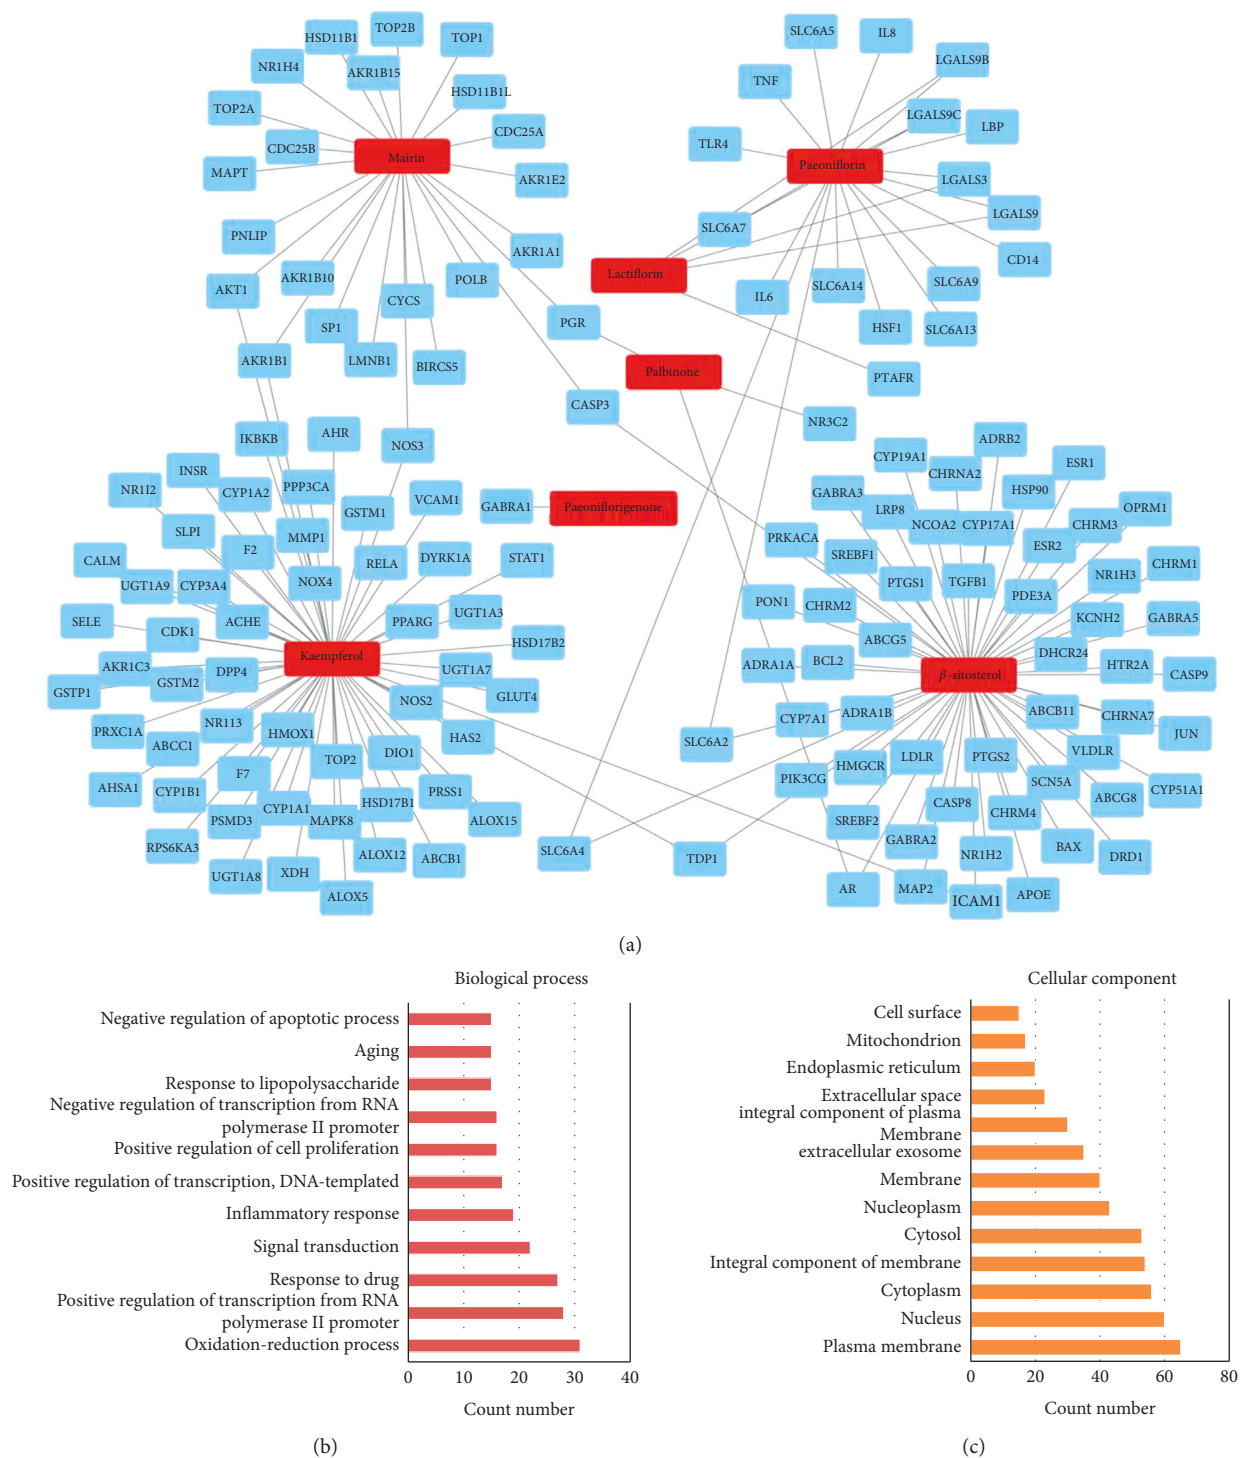 TOP2B
HSD11B1
TOP1
NR1H4
AKR1B15
HSD11B1L
TOP2A
CDC25A
CDC25B
Mairin
MAPT
AKR1E2
PNLIP
AKR1A1
AKT1
AKR1B10
POLB
CYCS
SP1
PGR
AKR1B1
LMNB1
BIRCS5
CASP3
SLC6A5
IL8
LGALS9B
TNF
LGALS9C
LBP
TLR4
Paeoniflorin
LGALS3
LGALS9
SLC6A7
CD14
Lactiflorin
IL6
SLC6A14
SLC6A9
HSF1
SLC6A13
Palbinone
PTAFR
NR3C2
GABRA1
Paeoniflorigenone
IKBKB
AHR
NOS3
INSR
NR1I2
CYP1A2
PPP3CA
VCAM1
GSTM1
SLPI
F2
MMP1
CALM
RELA
DYRK1A
STAT1
UGT1A9
CYP3A4
NOX4
SELE
CDK1
ACHE
PPARG
UGT1A3
HSD17B2
Kaempferol
AKR1C3
DPP4
UGT1A7
GSTP1
GSTM2
NOS2
GLUT4
PRXC1A
NR113
HMOX1
HAS2
ABCC1
DIO1
TOP2
AHSA1
F7
CYP1B1
PRSS1
HSD17B1
CYP1A1
PSMD3
MAPK8
ALOX15
RPS6KA3
ALOX12
ABCB1
UGT1A8
XDH
ALOX5
SLC6A4
TDP1
SLC6A2
ADRB2
CYP19A1
CHRNA2
ESR1
GABRA3
HSP90
LRP8
OPRM1
NCOA2
CYP17A1
CHRM3
PRKACA
SREBF1
ESR2
CHRM1
PTGS1
TGFB1
NR1H3
PON1
CHRM2
PDE3A
KCNH2
GABRA5
ABCG5
DHCR24
ADRA1A
BCL2
HTR2A
CASP9
β-sitosterol
CYP7A1
ADRA1B
ABCB11
CHRNA7
JUN
LDLR
PTGS2
VLDLR
PIK3CG
HMGCR
SCN5A
CYP51A1
ABCG8
CASP8
CHRM4
SREBF2
GABRA2
BAX
NR1H2
DRD1
AR
MAP2
ICAM1
APOE
(a)
Biological process
Negative regulation of apoptotic process
Aging
Response to lipopolysaccharide
Negative regulation of transcription from RNA
polymerase II promoter
Positive regulation of cell proliferation
Positive regulation of transcription, DNA-templated
Inflammatory response
Signal transduction
Response to drug
Positive regulation of transcription from RNA
polymerase II promoter
Oxidation-reduction process
0 10 20 30 40
Count number
(b)
Cellular component
Cell surface
Mitochondrion
Endoplasmic reticulum
Extracellular space
integral component of plasma
Membrane
extracellular exosome
Membrane
Nucleoplasm
Cytosol
Integral component of membrane
Cytoplasm
Nucleus
Plasma membrane
0 20 40 60 80
Count number
(c)